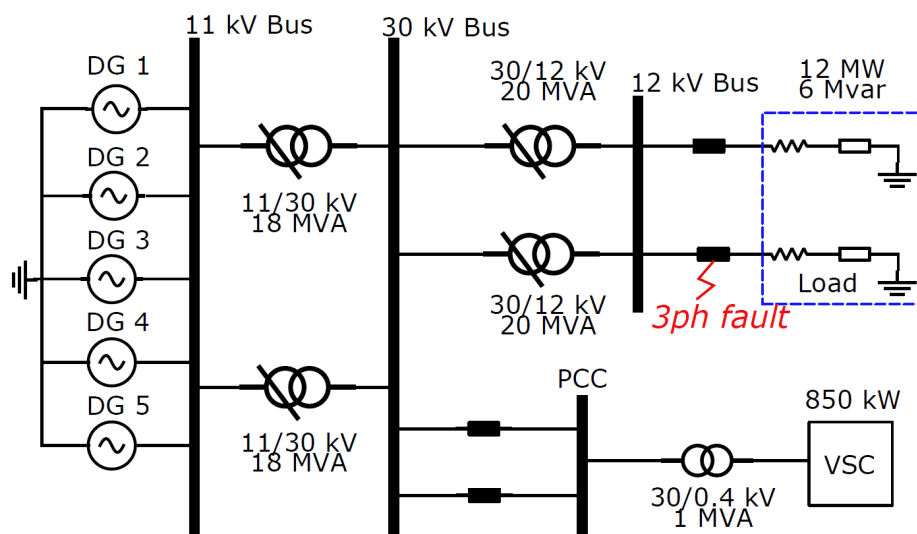 11 kV Bus
30 kV Bus
DG 1
DG 2
DG 3
DG 4
DG 5
11/30 kV
18 MVA
11/30 kV
18 MVA
30/12 kV
20 MVA
12 kV Bus
12 MW
6 Mvar
30/12 kV
20 MVA
3ph fault
Load
PCC
30/0.4 kV
1 MVA
850 kW
VSC